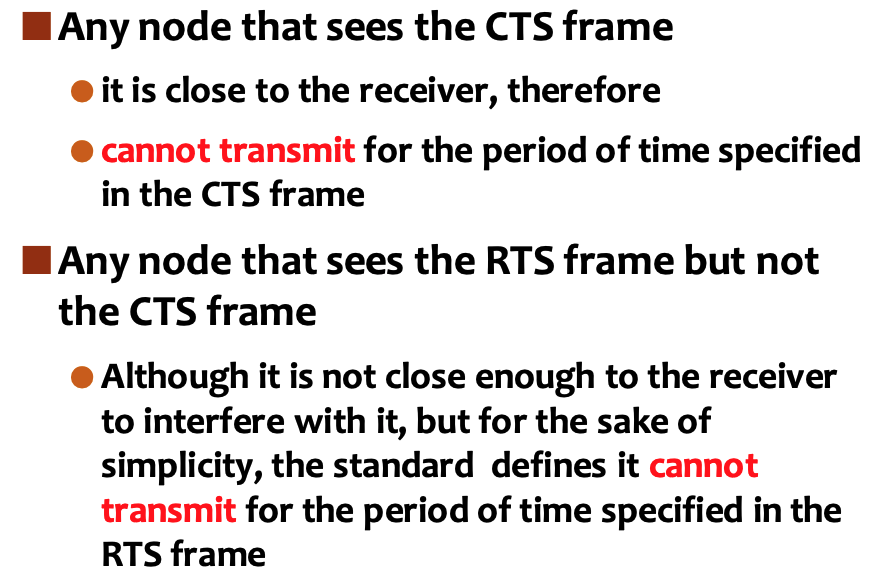 Any node that sees the CTS frame
it is close to the receiver, therefore
cannot transmit for the period of time specified
in the CTS frame
Any node that sees the RTS frame but not
the CTS frame
Although it is not close enough to the receiver
to interfere with it, but for the sake of
simplicity, the standard  defines it cannot
transmit for the period of time specified in the
RTS frame